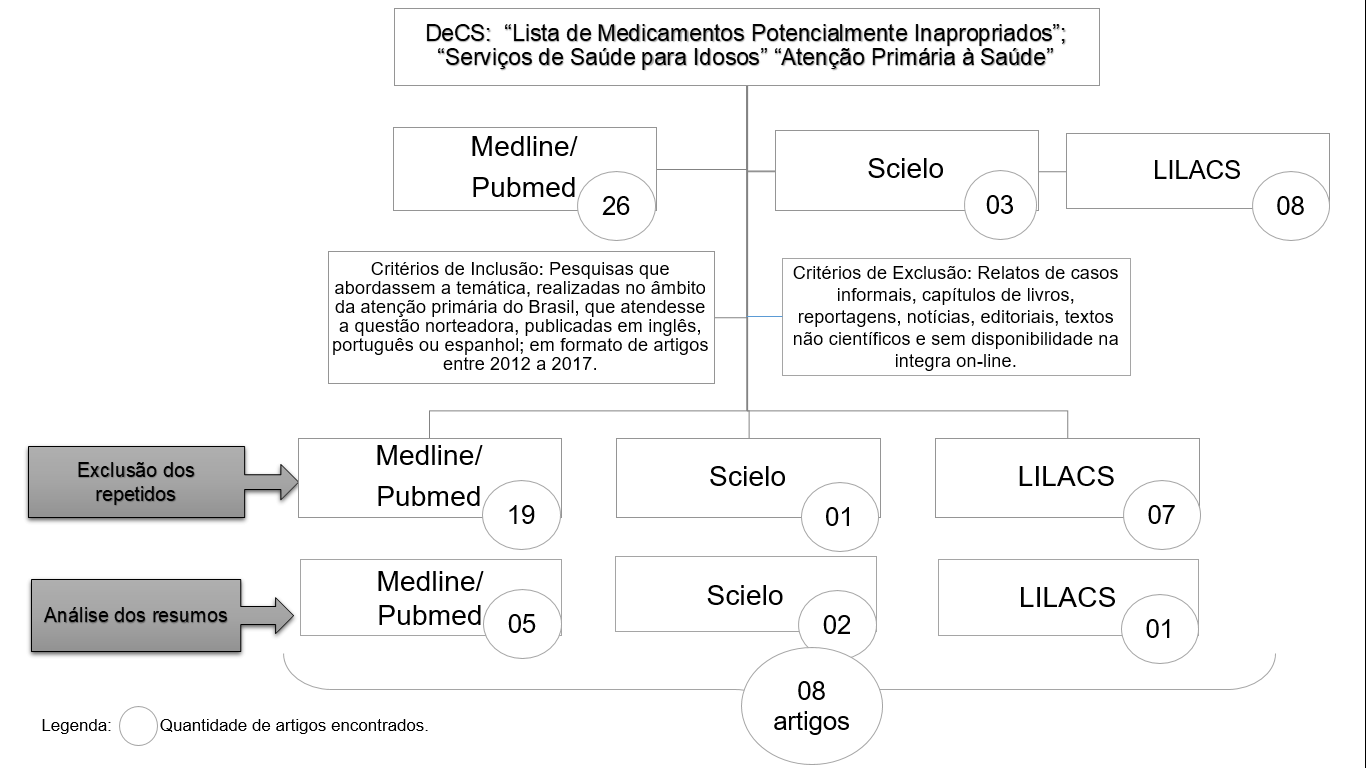 DeCS: “Lista de Medicamentos Potencialmente Inapropriados”;
“Serviços de Saúde para Idosos” “Atenção Primária à Saúde”
Medline/
Pubmed
26
Scielo
03
LILACS
08
Critérios de Inclusão: Pesquisas que
abordassem a temática, realizadas no âmbito
da atenção primária do Brasil, que atendesse
a questão norteadora, publicadas em inglês,
português ou espanhol; em formato de artigos
entre 2012 a 2017.
Critérios de Exclusão: Relatos de casos
informais, capítulos de livros,
reportagens, notícias, editoriais, textos
não científicos e sem disponibilidade na
integra on-line.
Exclusão dos
repetidos
Medline/
Pubmed
19
Scielo
01
LILACS
07
Análise dos resumos
Medline/
Pubmed
05
Scielo
02
LILACS
01
08
artigos
Legenda:
Quantidade de artigos encontrados.